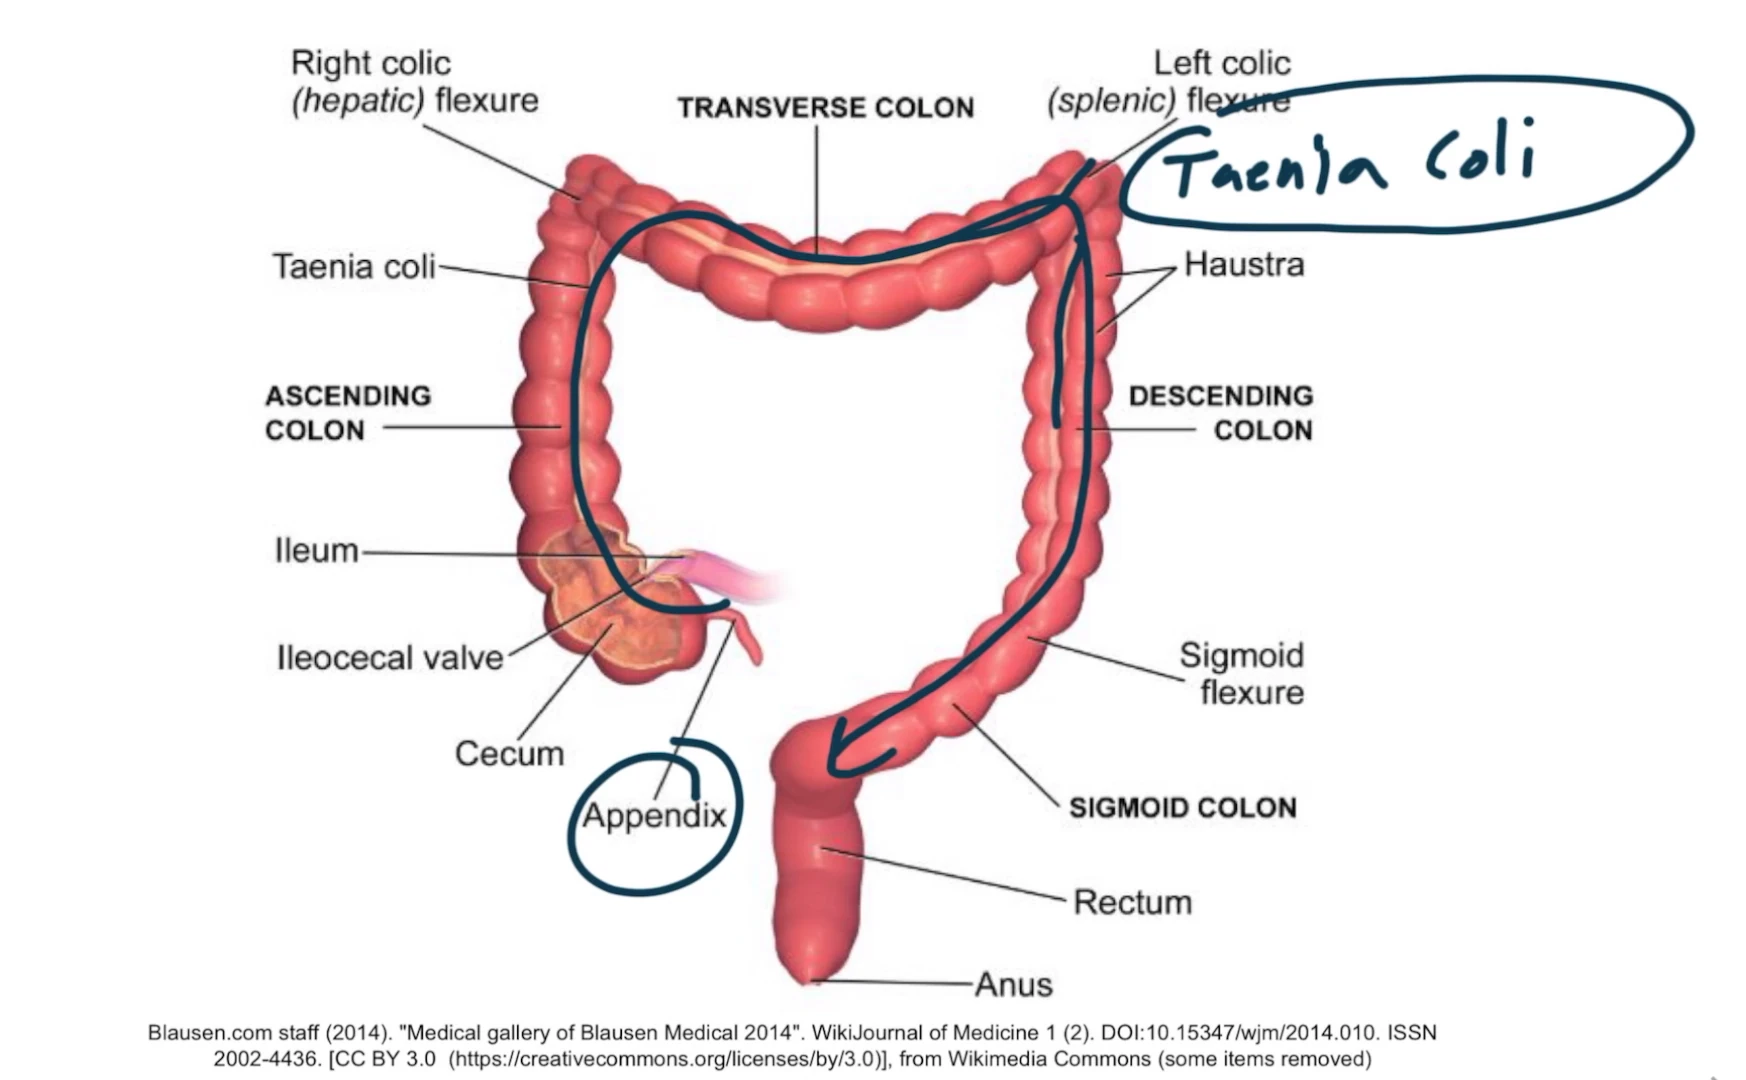 Right colic
(hepatic) flexure
TRANSVERSE COLON
Left colic
(splenic) flexure
Taenia Coli
Taenia coli
Haustra
ASCENDING
COLON
DESCENDING
COLON
Ileum
Ileocecal valve
Sigmoid
flexure
Cecum
Appendix
SIGMOID COLON
Rectum
Anus
Blausen.com staff (2014). "Medical gallery of Blausen Medical 2014". WikiJournal of Medicine 1 (2). DOI:10.15347/wjm/2014.010. ISSN
2002-4436. [CC BY 3.0 (https://creativecommons.org/licenses/by/3.0)], from Wikimedia Commons (some items removed)